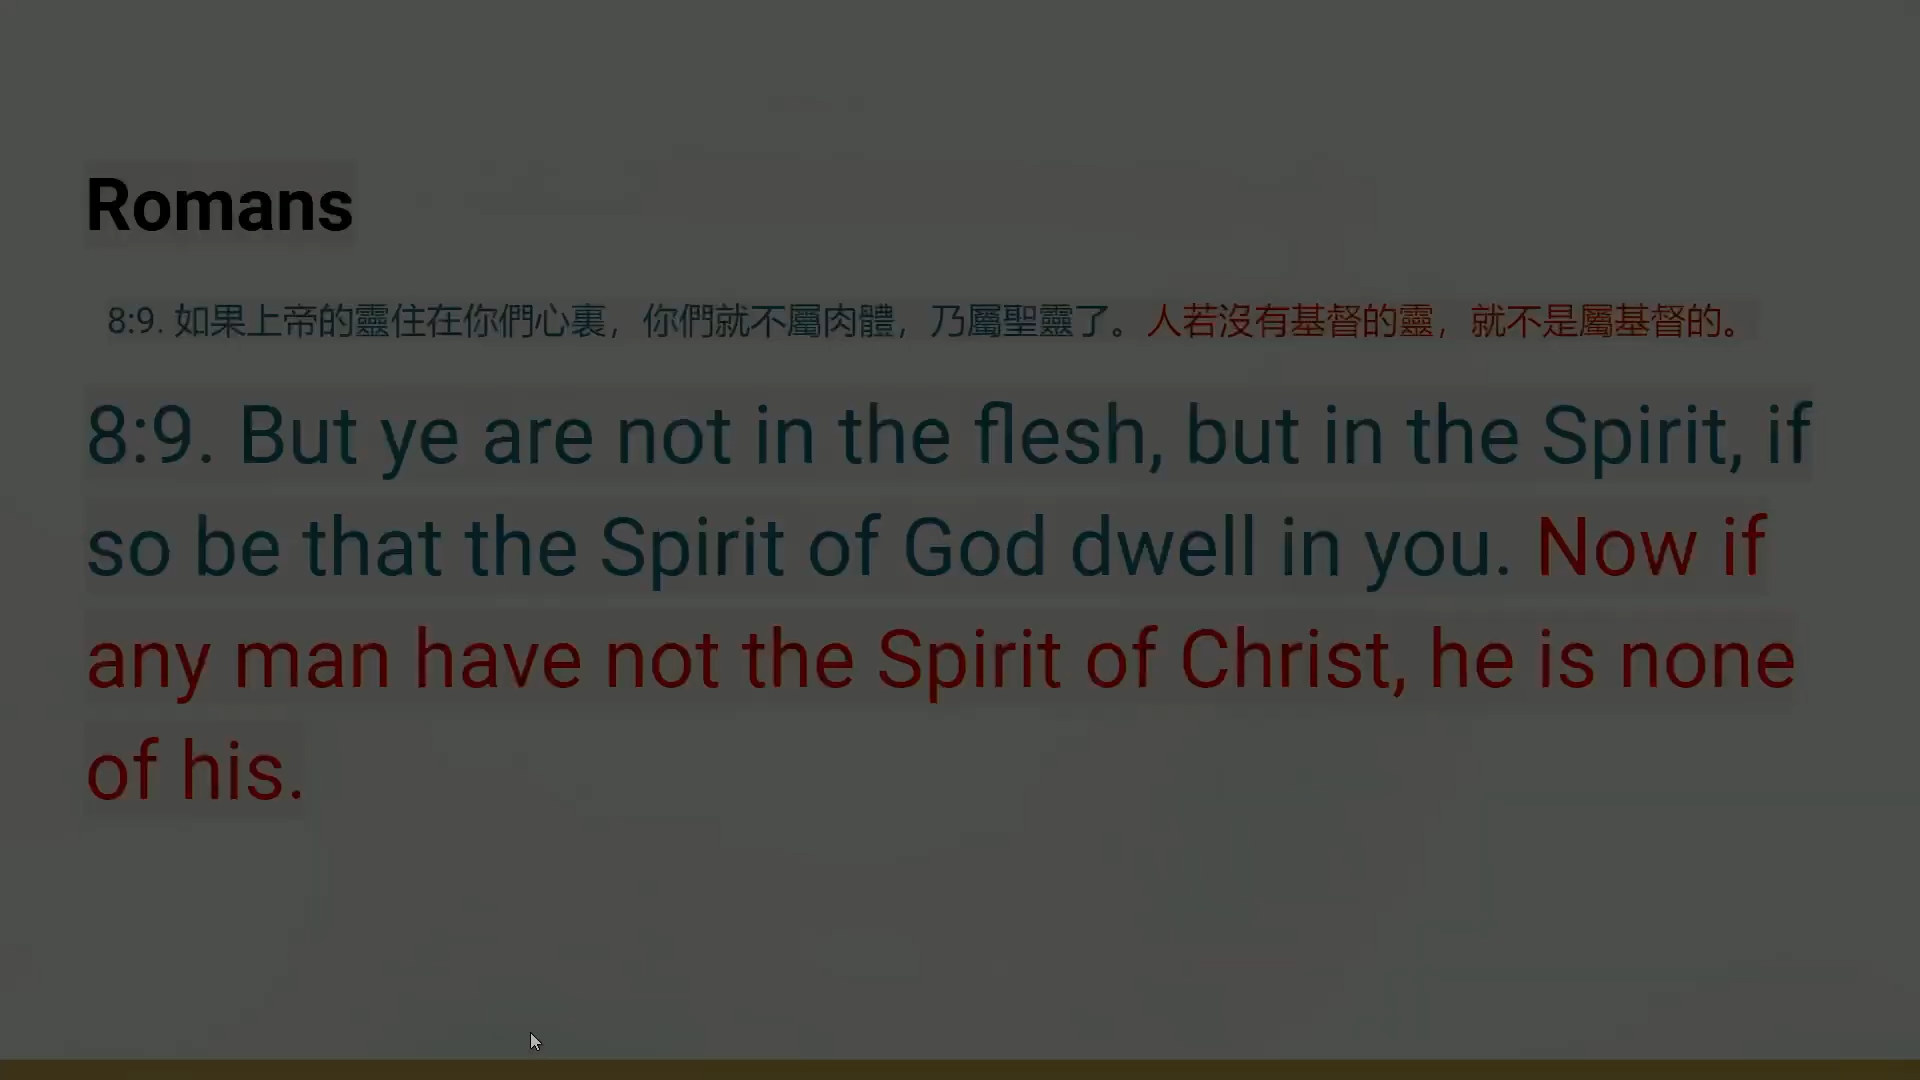 Romans
8:9. 如果上帝的靈住在你們心裏，你們就不屬肉體，乃屬聖靈了。人若沒有基督的靈，就不是屬基督的。
8:9. But ye are not in the flesh, but in the Spirit, if
so be that the Spirit of God dwell in you. Now if
any man have not the Spirit of Christ, he is none
of his.